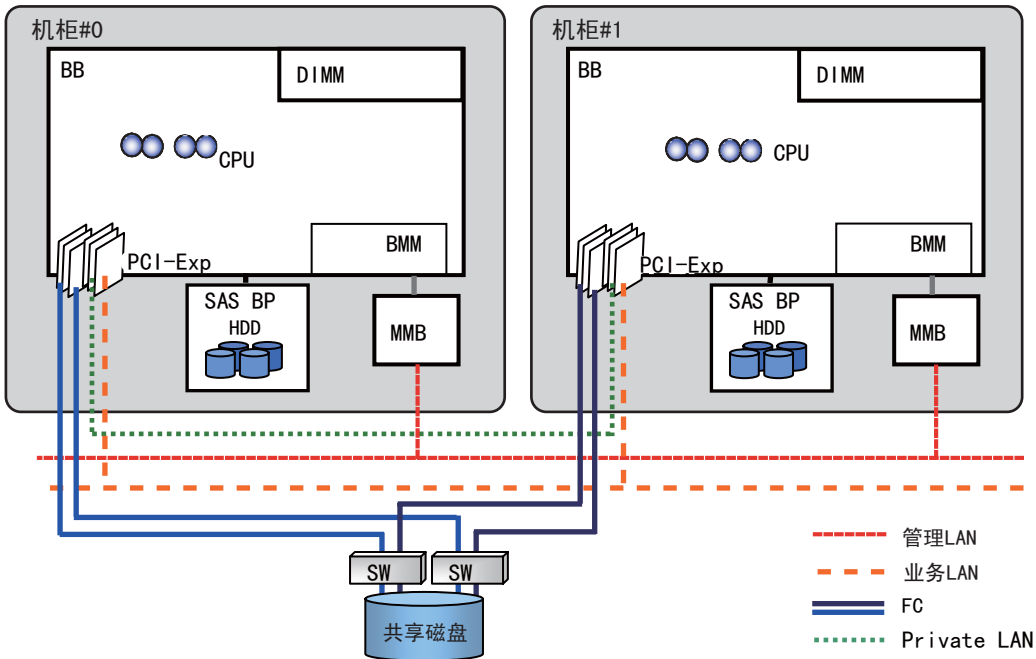 机柜#0
BB
DIMM
CPU
PCI-Exp
BMM
SAS BP
HDD
MMB
机柜#1
BB
DIMM
CPU
PCI-Exp
BMM
SAS BP
HDD
MMB
SW
SW
共享磁盘
管理LAN
业务LAN
FC
Private LAN